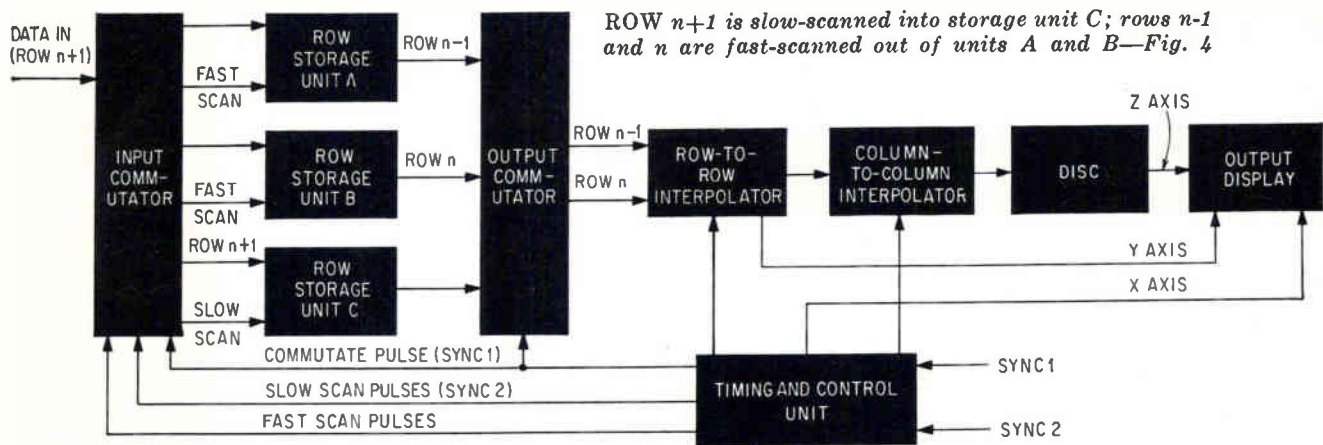 ROW n+1 is slow-scanned into storage unit C; rows n-1
and n are fast-scanned out of units A and B—Fig. 4
DATA IN
(ROW n+1)
INPUT
COMM-
UTATOR
FAST
SCAN
FAST
SCAN
ROW n+1
SLOW
SCAN
ROW
STORAGE
UNIT A
ROW
STORAGE
UNIT B
ROW
STORAGE
UNIT C
ROW n-1
ROW n
OUTPUT
COMM-
UTATOR
ROW n-1
ROW n
ROW-TO-
ROW
INTERPOLATOR
COLUMN-
TO-COLUMN
INTERPOLATOR
DISC
Z AXIS
OUTPUT
DISPLAY
Y AXIS
X AXIS
COMMUTATE PULSE (SYNC 1)
SLOW SCAN PULSES (SYNC 2)
FAST SCAN PULSES
TIMING AND CONTROL
UNIT
SYNC 1
SYNC 2